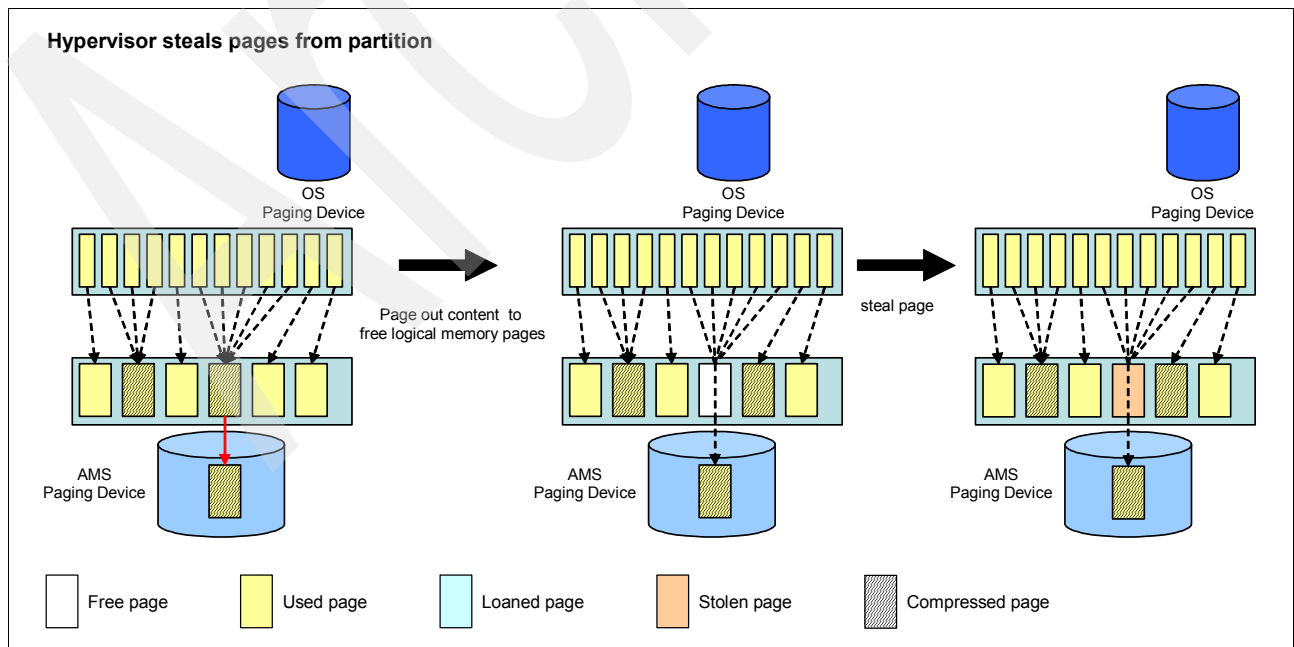 Hypervisor steals pages from partition
OS
Paging Device
OS
Paging Device
OS
Paging Device
Page out content to
free logical memory pages
steal page
AMS
Paging Device
AMS
Paging Device
AMS
Paging Device
Free page
Used page
Loaned page
Stolen page
Compressed page